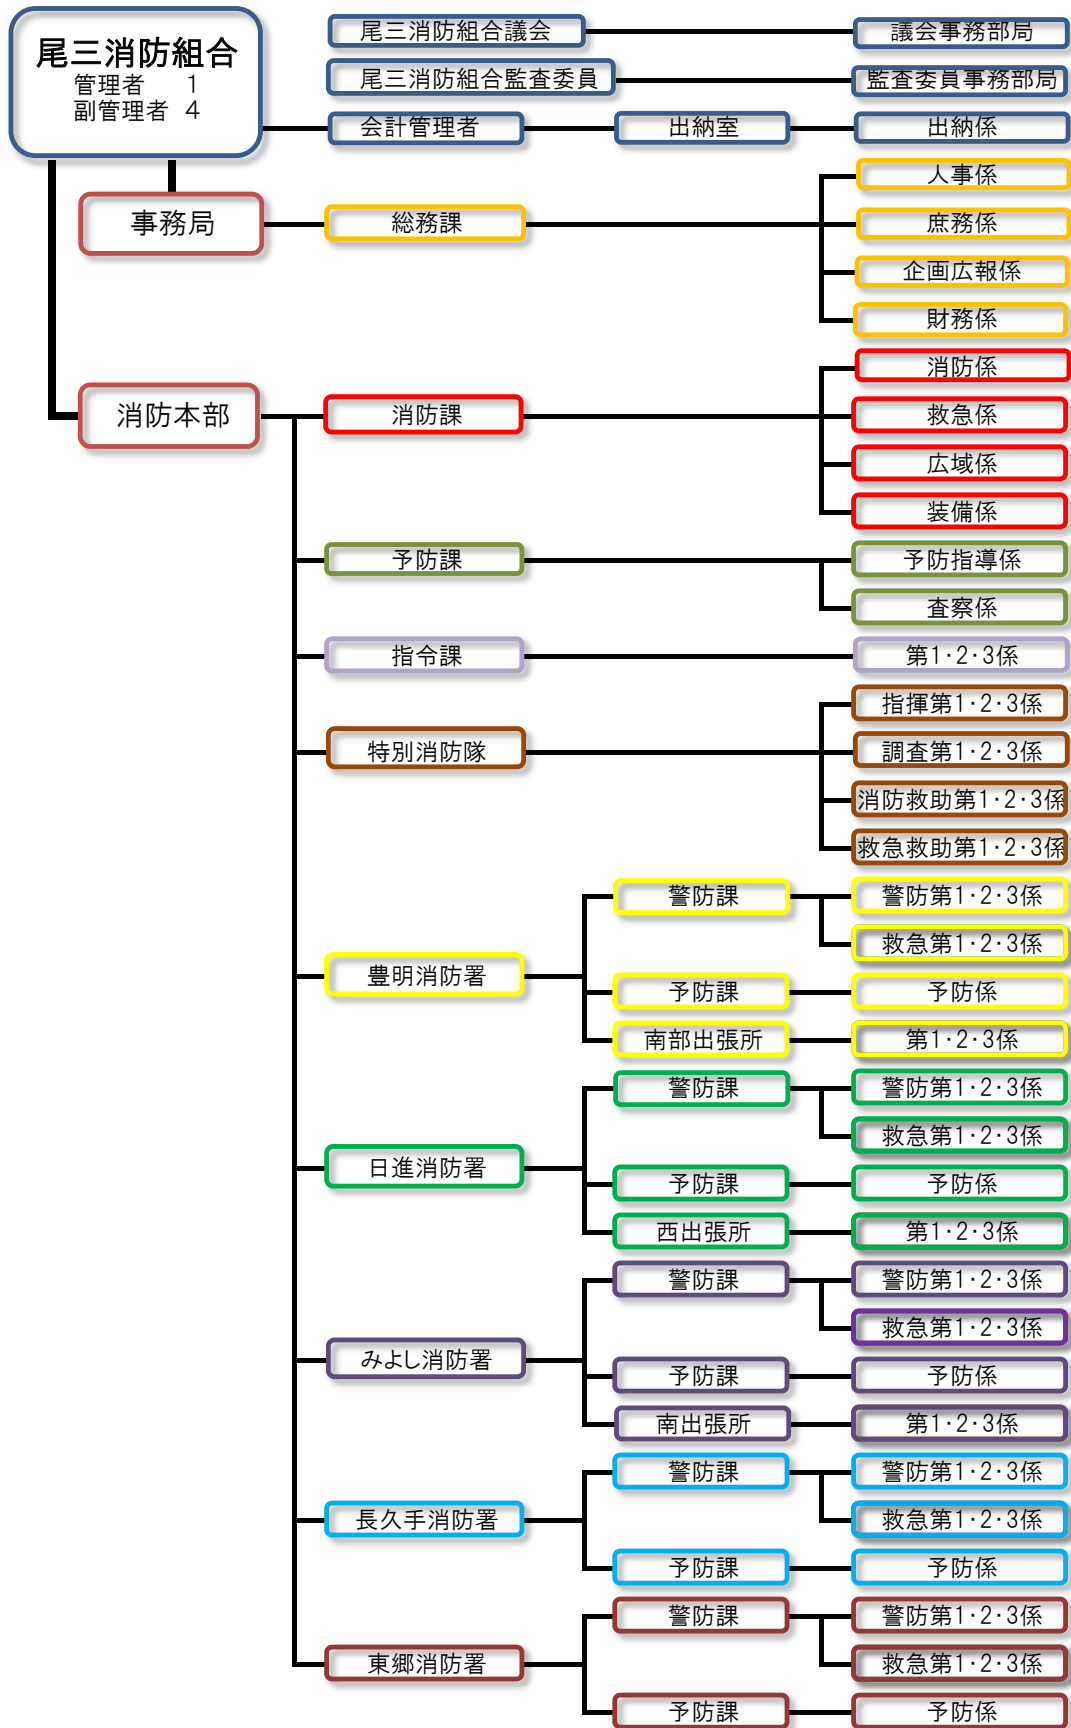 尾三消防組合
管理者 1
副管理者 4
尾三消防組合議会
議会事務部局
尾三消防組合監査委員
監査委員事務部局
会計管理者
出納室
出納係
事務局
総務課
人事係
庶務係
企画広報係
財務係
消防本部
消防課
消防係
救急係
広域係
装備係
予防課
予防指導係
査察係
指令課
第1・2・3係
特別消防隊
指揮第1・2・3係
調査第1・2・3係
消防救助第1・2・3係
救急救助第1・2・3係
豊明消防署
警防課
警防第1・2・3係
救急第1・2・3係
予防課
予防係
南部出張所
第1・2・3係
日進消防署
警防課
警防第1・2・3係
救急第1・2・3係
予防課
予防係
西出張所
第1・2・3係
みよし消防署
警防課
警防第1・2・3係
救急第1・2・3係
予防課
予防係
南出張所
第1・2・3係
長久手消防署
警防課
警防第1・2・3係
救急第1・2・3係
予防課
予防係
東郷消防署
警防課
警防第1・2・3係
救急第1・2・3係
予防課
予防係